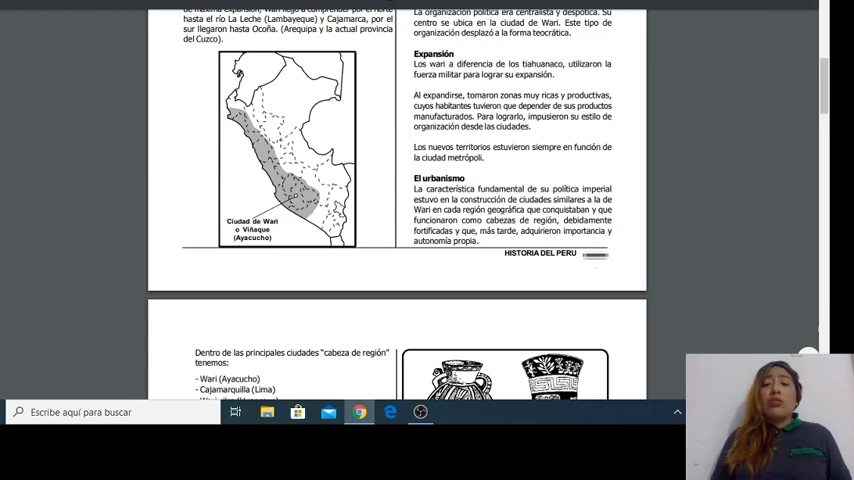 de máxima expansión, Wari llegó a comprender por el norte
hasta el río La Leche (Lambayeque) y Cajamarca, por el
sur llegaron hasta Ocoña. (Arequipa y la actual provincia
del Cuzco).
Ciudad de Wari
o Viñaque
(Ayacucho)
La organización política era centralista y despótica. Su
centro se ubica en la ciudad de Wari. Este tipo de
organización desplazó a la forma teocrática.
Expansión
Los wari a diferencia de los tiahuanaco, utilizaron la
fuerza militar para lograr su expansión.
Al expandirse, tomaron zonas muy ricas y productivas,
cuyos habitantes tuvieron que depender de sus productos
manufacturados. Para lograrlo, impusieron su estilo de
organización desde las ciudades.
Los nuevos territorios estuvieron siempre en función de
la ciudad metrópoli.
El urbanismo
La característica fundamental de su política imperial
estuvo en la construcción de ciudades similares a la de
Wari en cada región geográfica que conquistaban y que
funcionaron como cabezas de región, debidamente
fortificadas y que, más tarde, adquirieron importancia y
autonomía propia.
HISTORIA DEL PERU
Dentro de las principales ciudades "cabeza de región"
tenemos:
- Wari (Ayacucho)
- Cajamarquilla (Lima)
Escribe aquí para buscar